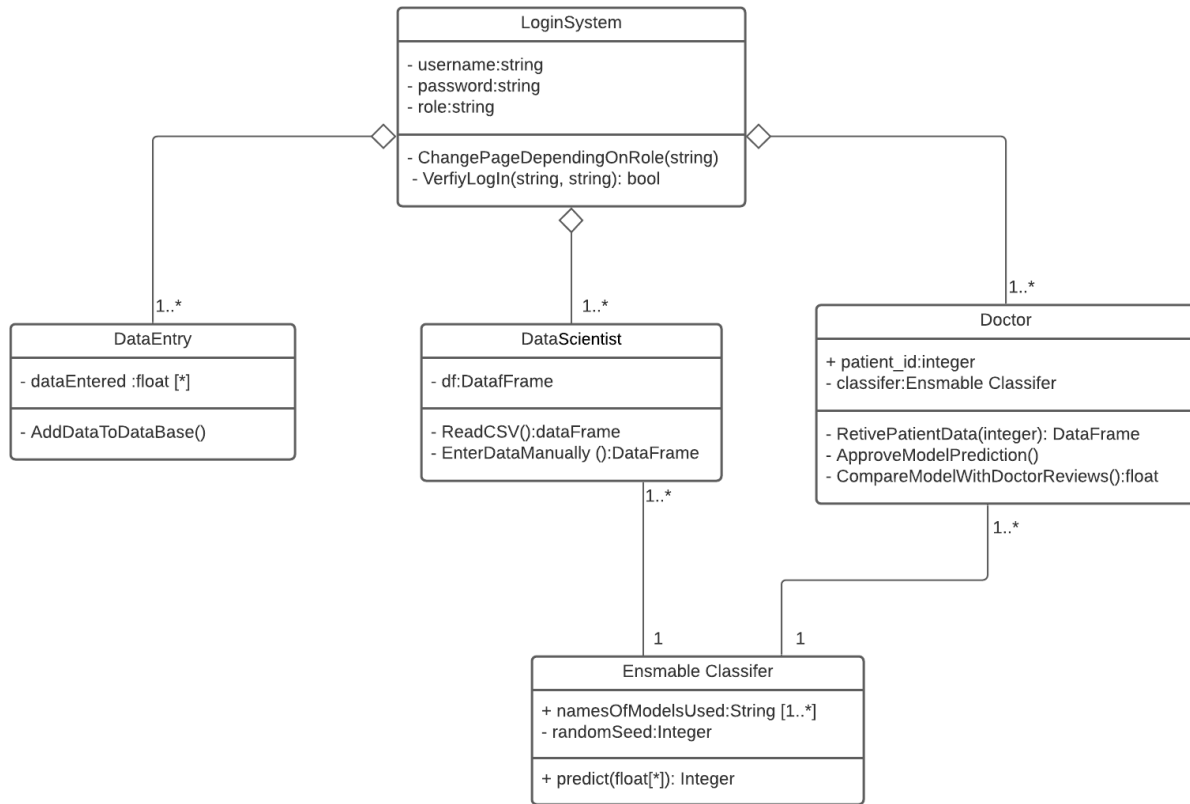 LoginSystem
- username:string
- password:string
- role:string
- ChangePageDependingOnRole(string)
- VerfiyLogIn(string, string): bool
1..*
1..*
1..*
DataEntry
- dataEntered :float [*]
- AddDataToDataBase()
DataScientist
- df:DatafFrame
- ReadCSV():dataFrame
- EnterDataManually ():DataFrame
Doctor
+ patient_id:integer
- classifer:Ensmable Classifer
- RetivePatientData(integer): DataFrame
- ApproveModelPrediction()
- CompareModelWithDoctorReviews():float
1..*
1..*
1
1
Ensmable Classifer
+ namesOfModelsUsed:String [1..*]
- randomSeed:Integer
+ predict(float[*]): Integer